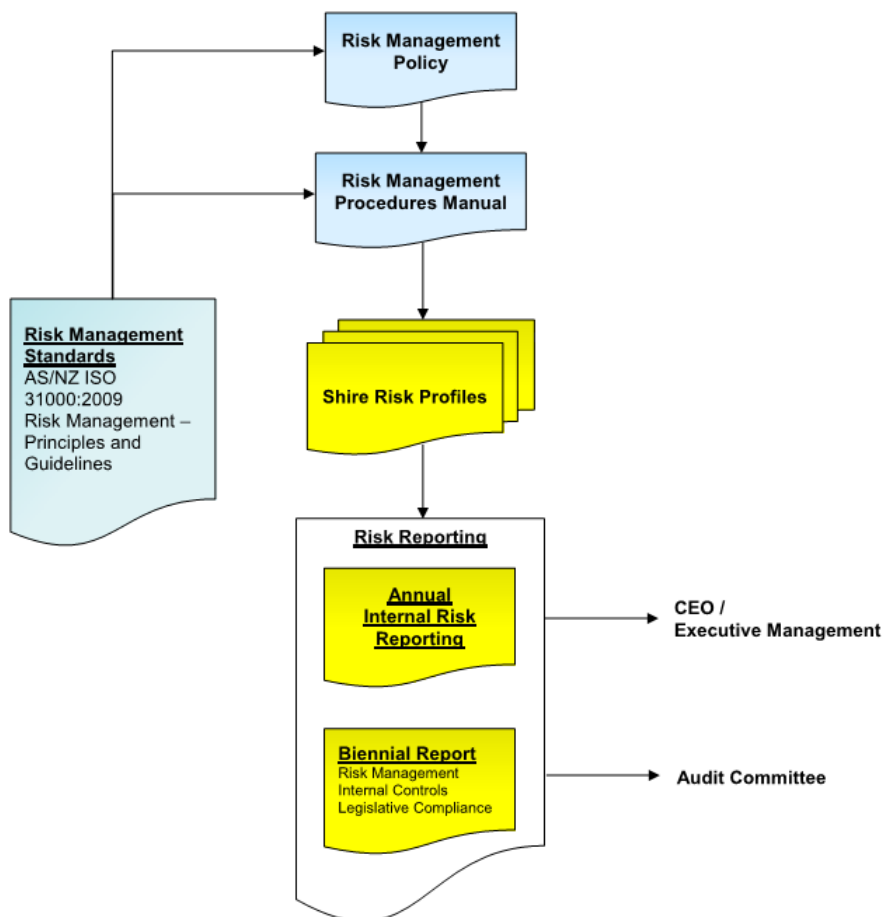 Risk Management
Policy
Risk Management
Procedures Manual
Risk Management
Standards
AS/NZ ISO
31000:2009
Risk Management –
Principles and
Guidelines
Shire Risk Profiles
Risk Reporting
Annual
Internal Risk
Reporting
CEO /
Executive Management
Biennial Report
Risk Management
Internal Controls
Legislative Compliance
Audit Committee